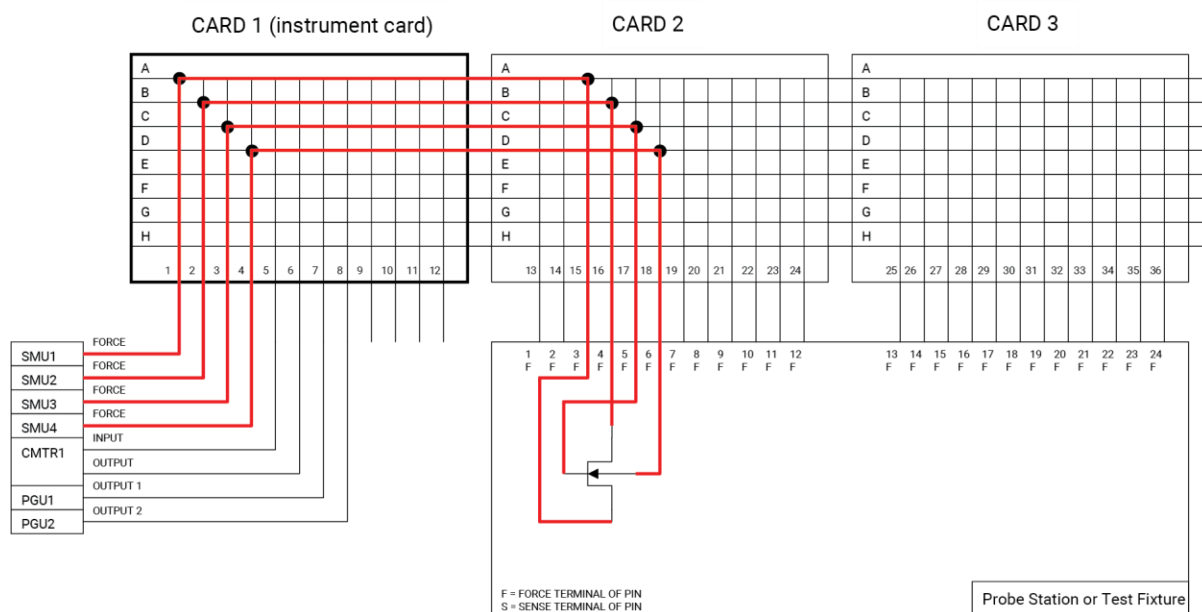 CARD 1 (instrument card) CARD 2 CARD 3
A A A
B B B
C C C
D D D
E E E
F F F
G G G
H H H
1 2 3 4 5 6 7 8 9 10 11 12 13 14 15 16 17 18 19 20 21 22 23 24 25 26 27 28 29 30 31 32 33 34 35 36
SMU1 FORCE
SMU2 FORCE
SMU3 FORCE
SMU4 FORCE
CMTR1 INPUT
OUTPUT
PGU1 OUTPUT 1
PGU2 OUTPUT 2
1 2 3 4 5 6 7 8 9 10 11 12 13 14 15 16 17 18 19 20 21 22 23 24
F F F F F F F F F F F F F F F F F F F F F F F F
F = FORCE TERMINAL OF PIN
S = SENSE TERMINAL OF PIN
Probe Station or Test Fixture